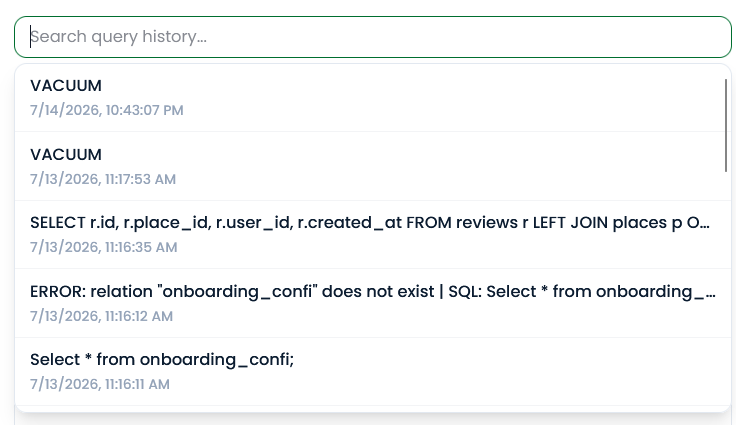 Search query history...
VACUUM
7/14/2026, 10:43:07 PM
VACUUM
7/13/2026, 11:17:53 AM
SELECT r.id, r.place_id, r.user_id, r.created_at FROM reviews r LEFT JOIN places p O...
7/13/2026, 11:16:35 AM
ERROR: relation "onboarding_confi" does not exist | SQL: Select * from onboarding_...
7/13/2026, 11:16:12 AM
Select * from onboarding_confi;
7/13/2026, 11:16:11 AM